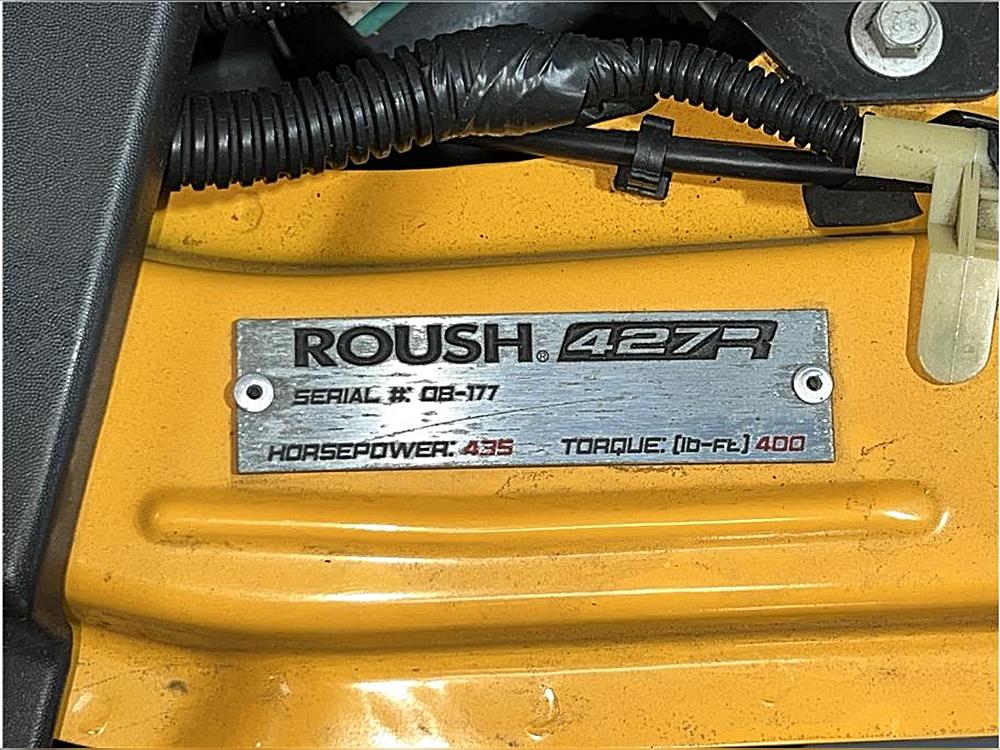 ROUSH® 427R
SERIAL #: 08-177
HORSEPOWER: 435 TORQUE: (lb-Ft) 400